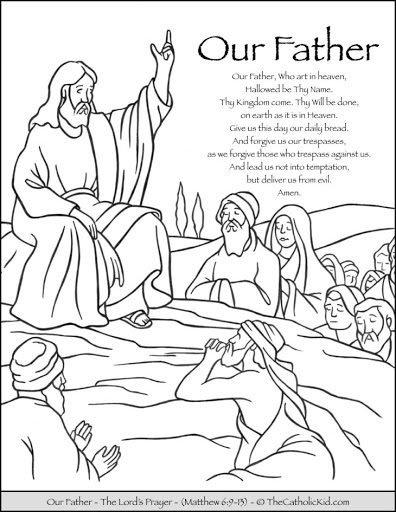 Our Father
Our Father, Who art in heaven,
Hallowed be Thy Name.
Thy Kingdom come. Thy Will be done,
on earth as it is in Heaven.
Give us this day our daily bread.
And forgive us our trespasses,
as we forgive those who trespass against us.
And lead us not into temptation,
but deliver us from evil.
Amen.
Our Father - The Lord's Prayer - (Matthew 6:9-13) - © TheCatholicKid.com